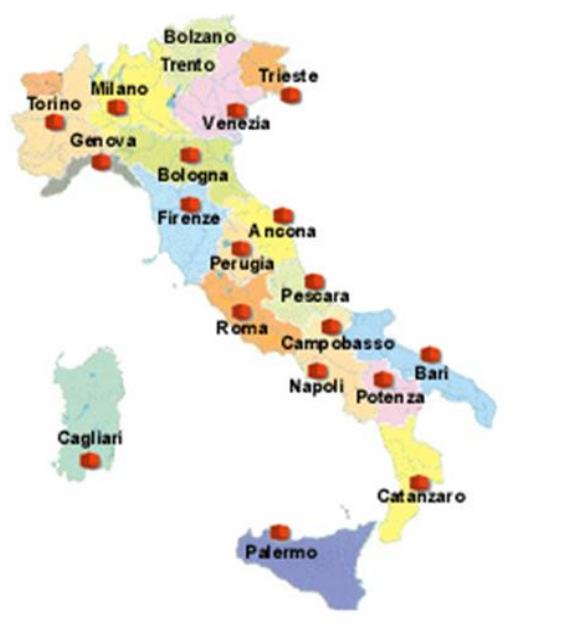 Bolzano
Trento
Trieste
Milano
Torino
Venezia
Genova
Bologna
Firenze
Ancona
Perugia
Pescara
Roma
Campobasso
Bari
Napoli
Potenza
Cagliari
Catanzaro
Palermo